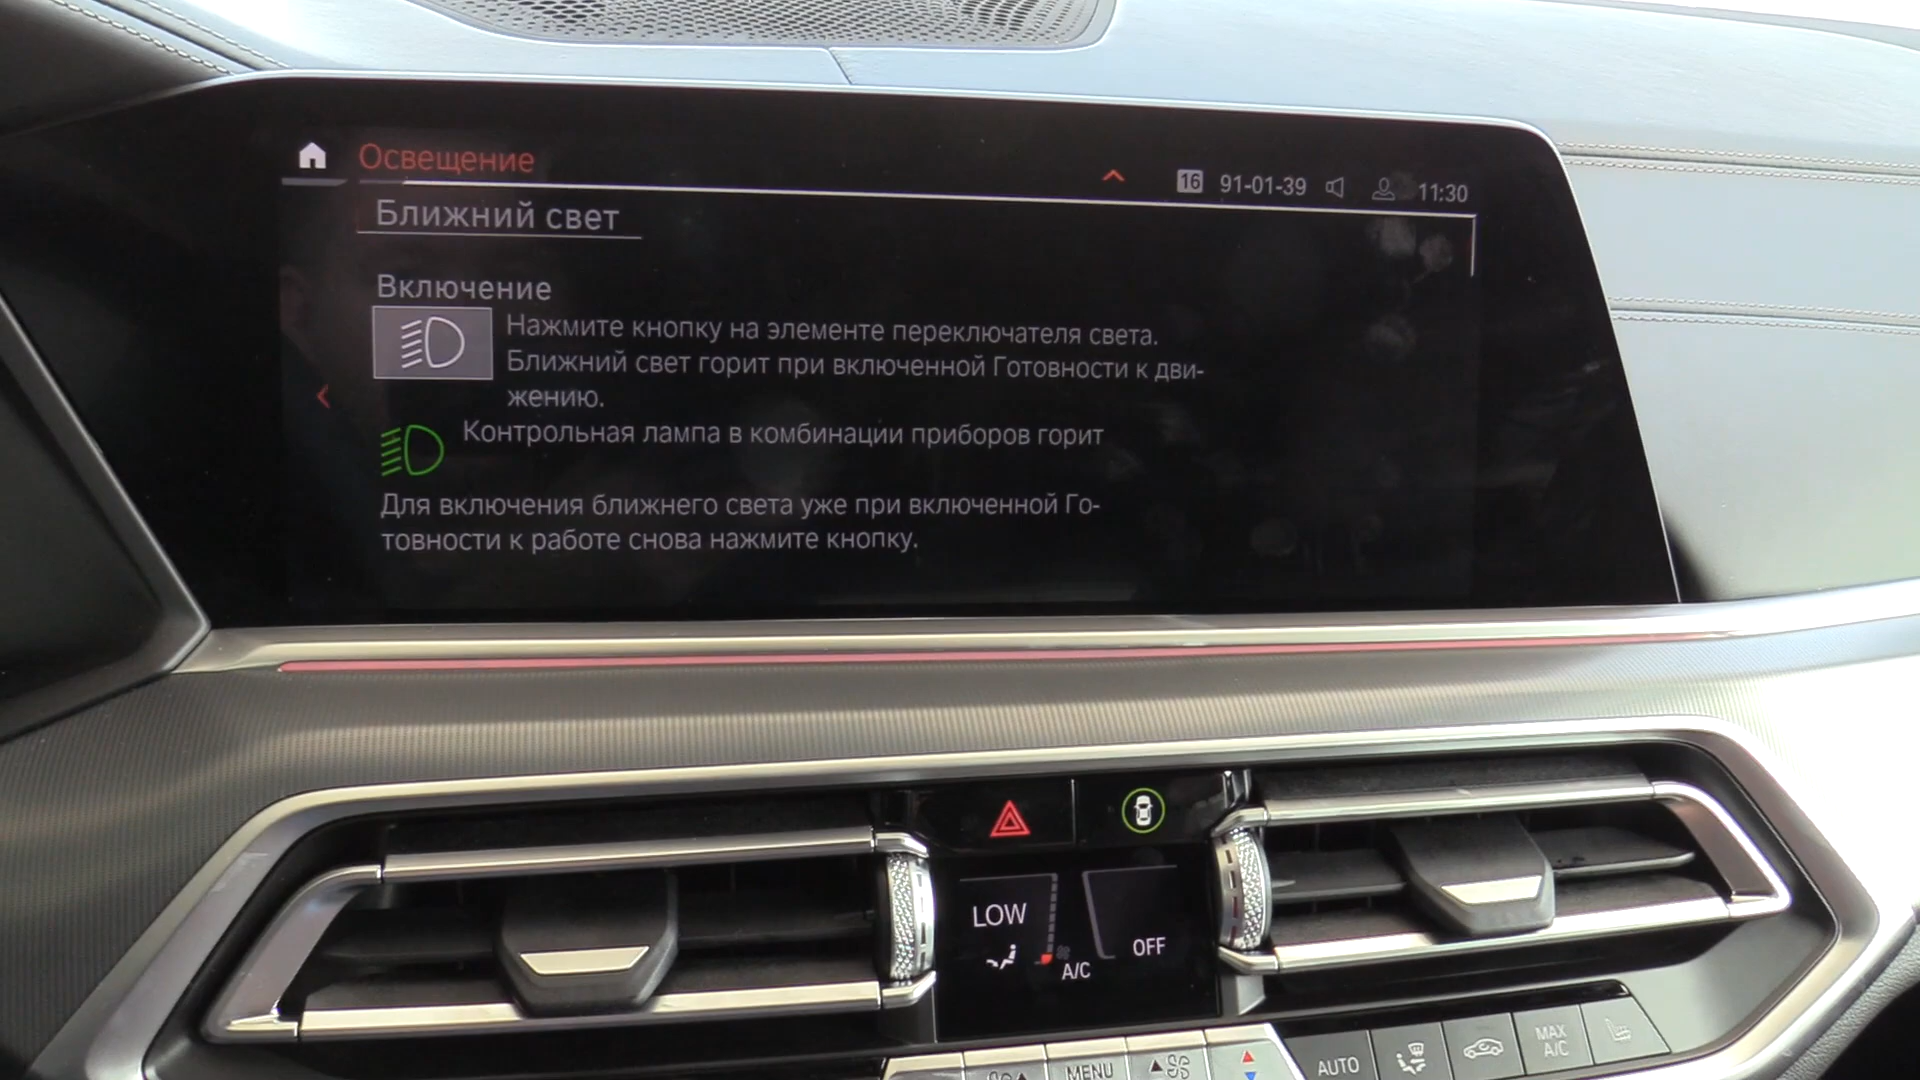 Освещение
16 91-01-39 11:30
Ближний свет
Включение
Нажмите кнопку на элементе переключателя света.
Ближний свет горит при включенной Готовности к дви-
жению.
Контрольная лампа в комбинации приборов горит
Для включения ближнего света уже при включенной Го-
товности к работе снова нажмите кнопку.
LOW
OFF
A/C
MENU
AUTO
MAX
A/C